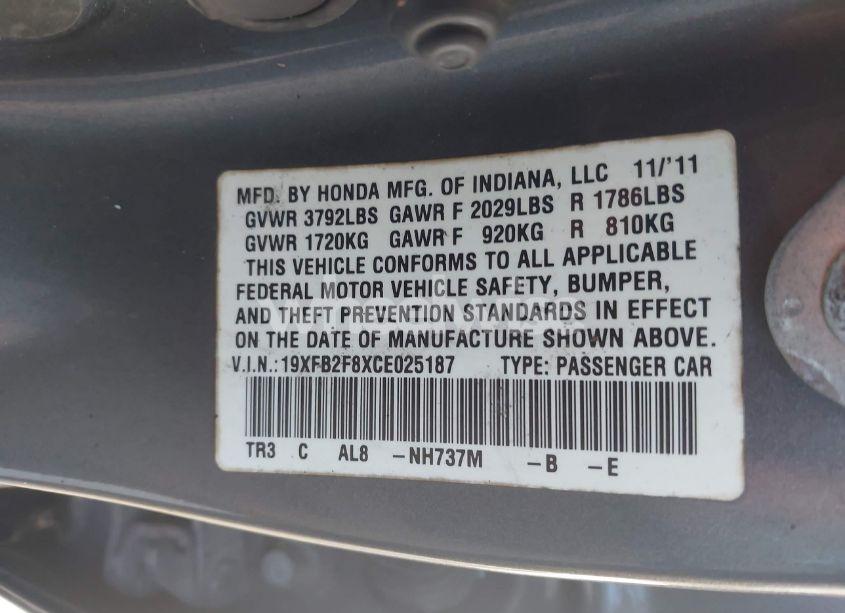 MFD. BY HONDA MFG. OF INDIANA, LLC 11/'11
GVWR 3792LBS GAWR F 2029LBS R 1786LBS
GVWR 1720KG GAWR F 920KG R 810KG
THIS VEHICLE CONFORMS TO ALL APPLICABLE
FEDERAL MOTOR VEHICLE SAFETY, BUMPER,
AND THEFT PREVENTION STANDARDS IN EFFECT
ON THE DATE OF MANUFACTURE SHOWN ABOVE.
V.I.N.:19XFB2F8XCE025187 TYPE: PASSENGER CAR
TR3 C AL8 -NH737M -B -E